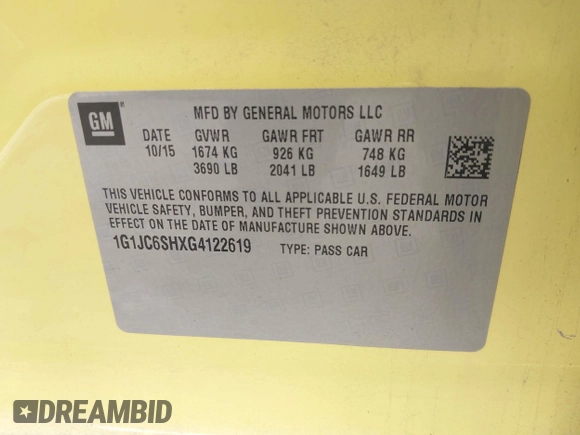 GM
MFD BY GENERAL MOTORS LLC
DATE GVWR GAWR FRT GAWR RR
10/15 1674 KG 926 KG 748 KG
3690 LB 2041 LB 1649 LB
THIS VEHICLE CONFORMS TO ALL APPLICABLE U.S. FEDERAL MOTOR
VEHICLE SAFETY, BUMPER, AND THEFT PREVENTION STANDARDS IN
EFFECT ON THE DATE OF MANUFACTURE SHOWN ABOVE.
1G1JC6SHXG4122619 TYPE: PASS CAR
DREAMBID